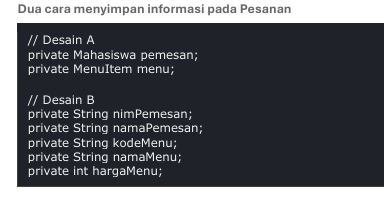 Dua cara menyimpan informasi pada Pesanan
// Desain A
private Mahasiswa pemesan;
private MenuItem menu;
// Desain B
private String nimPemesan;
private String namaPemesan;
private String kodeMenu;
private String namaMenu;
private int hargaMenu;